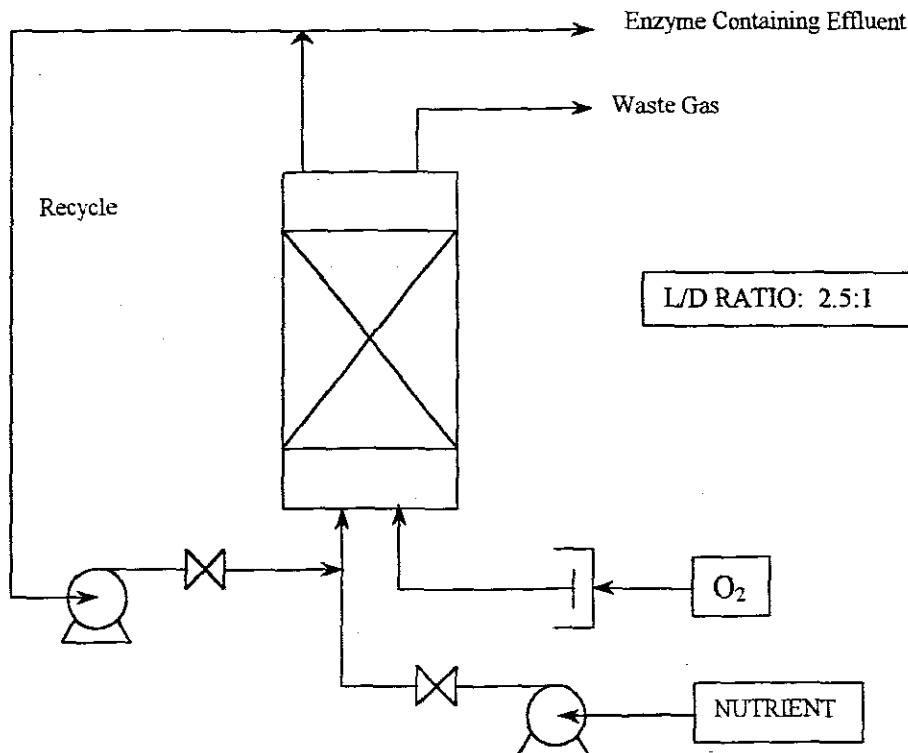 Enzyme Containing Effluent
Waste Gas
Recycle
L/D RATIO: 2.5:1
O₂
NUTRIENT